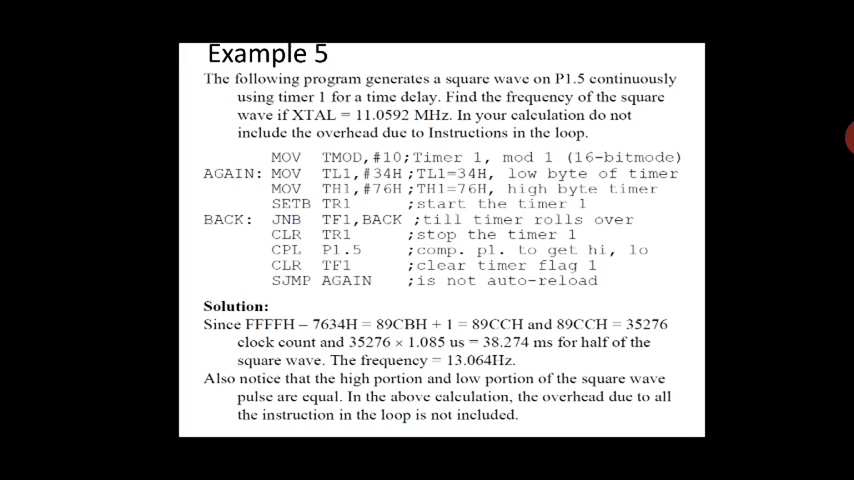 Example 5
The following program generates a square wave on P1.5 continuously
using timer 1 for a time delay. Find the frequency of the square
wave if XTAL = 11.0592 MHz. In your calculation do not
include the overhead due to Instructions in the loop.
MOV TMOD,#10;Timer 1, mod 1 (16-bitmode)
AGAIN: MOV TL1,#34H ;TL1=34H, low byte of timer
MOV TH1,#76H ;TH1=76H, high byte timer
SETB TR1 ;start the timer 1
BACK: JNB TF1,BACK ;till timer rolls over
CLR TR1 ;stop the timer 1
CPL P1.5 ;comp. p1. to get hi, lo
CLR TF1 ;clear timer flag 1
SJMP AGAIN ;is not auto-reload
Solution:
Since FFFFH – 7634H = 89CBH + 1 = 89CCH and 89CCH = 35276
clock count and 35276 × 1.085 us = 38.274 ms for half of the
square wave. The frequency = 13.064Hz.
Also notice that the high portion and low portion of the square wave
pulse are equal. In the above calculation, the overhead due to all
the instruction in the loop is not included.